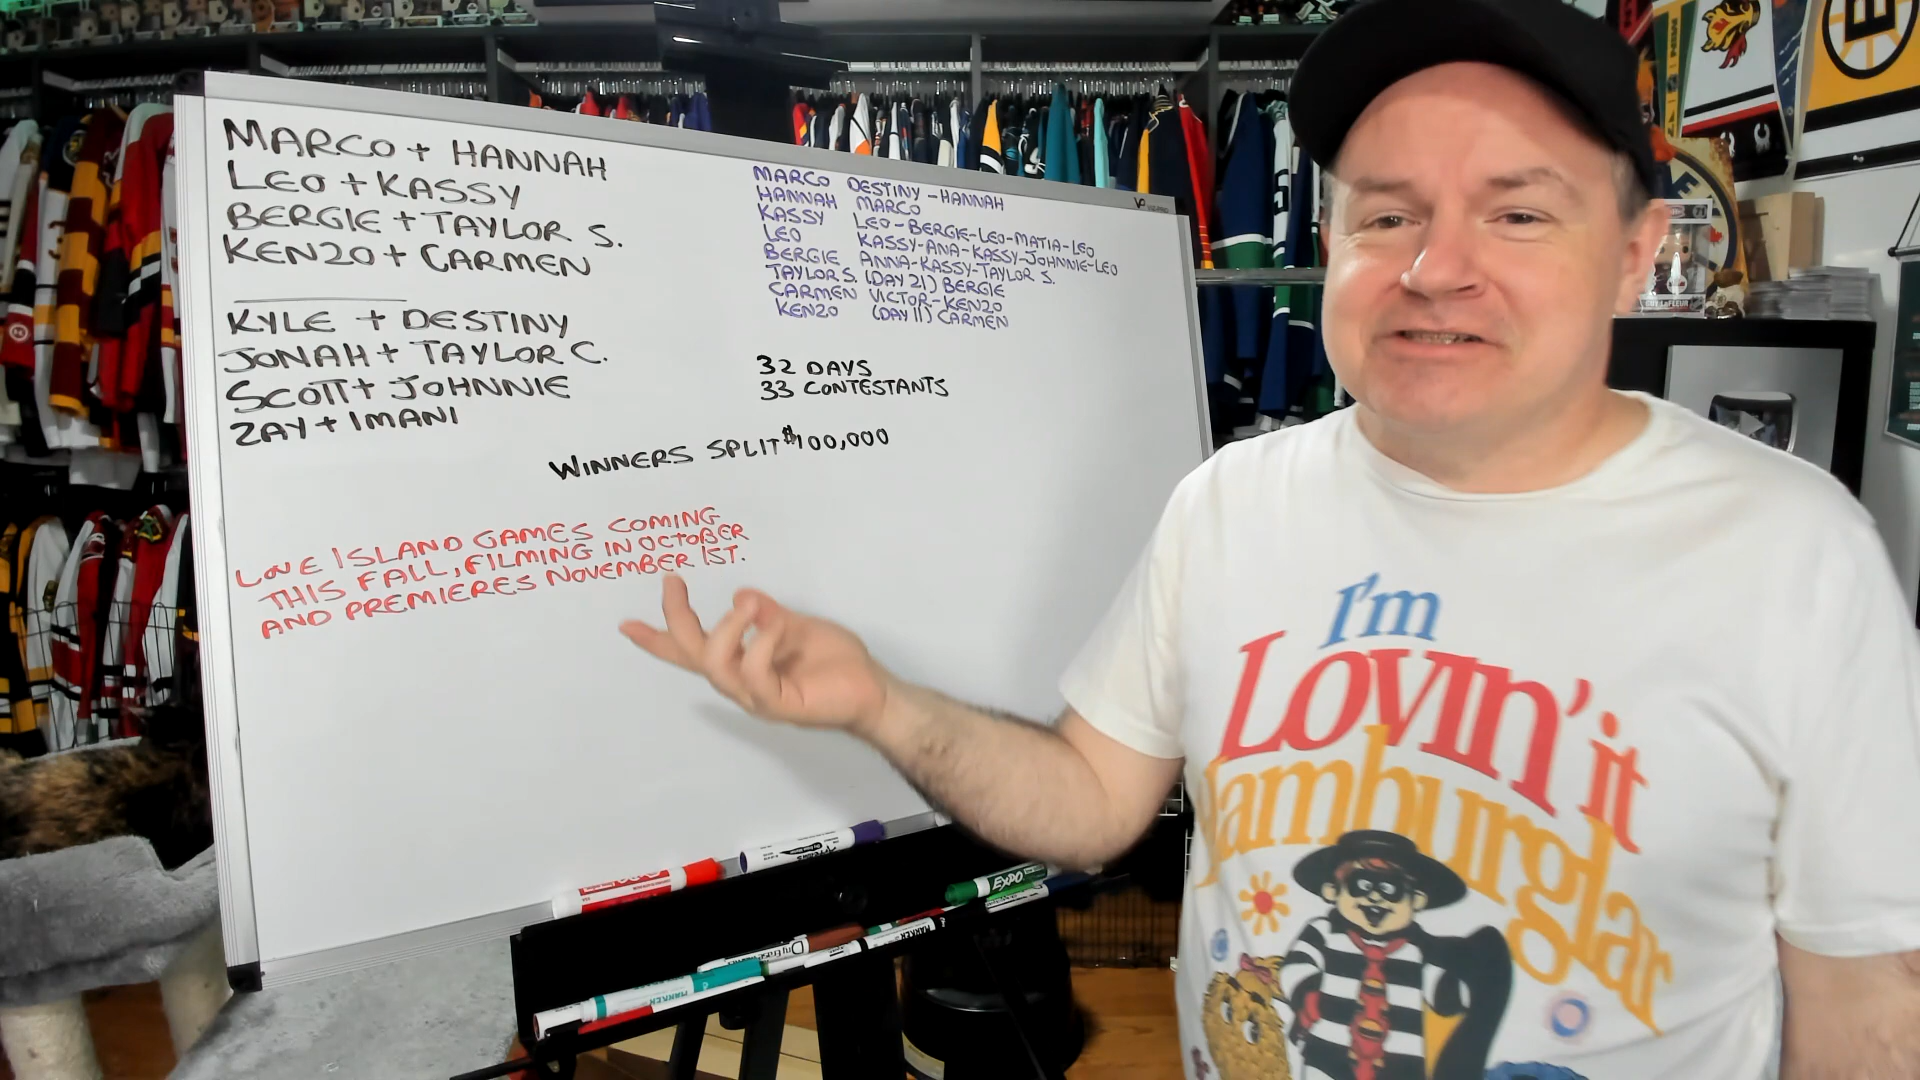 MARCO + HANNAH
LEO + KASSY
BERGIE + TAYLOR S.
KENZO + CARMEN
KYLE + DESTINY
JONAH + TAYLOR C.
SCOTT + JOHNNIE
ZAY + IMANI
MARCO DESTINY - HANNAH
HANNAH MARCO
KASSY LEO - BERGIE - LEO - MATIA - LEO
LEO KASSY - ANA - KASSY - JOHNNIE - LEO
BERGIE ANNA - KASSY - TAYLOR S.
TAYLOR S. (DAY 21) BERGIE
CARMEN VICTOR - KENZO
KENZO (DAY 11) CARMEN
32 DAYS
33 CONTESTANTS
WINNERS SPLIT $100,000
LOVE ISLAND GAMES COMING
THIS FALL, FILMING IN OCTOBER
AND PREMIERES NOVEMBER 1ST.
I'm
Lovin' it
Hamburglar
EXPO
MARKER
MARKER